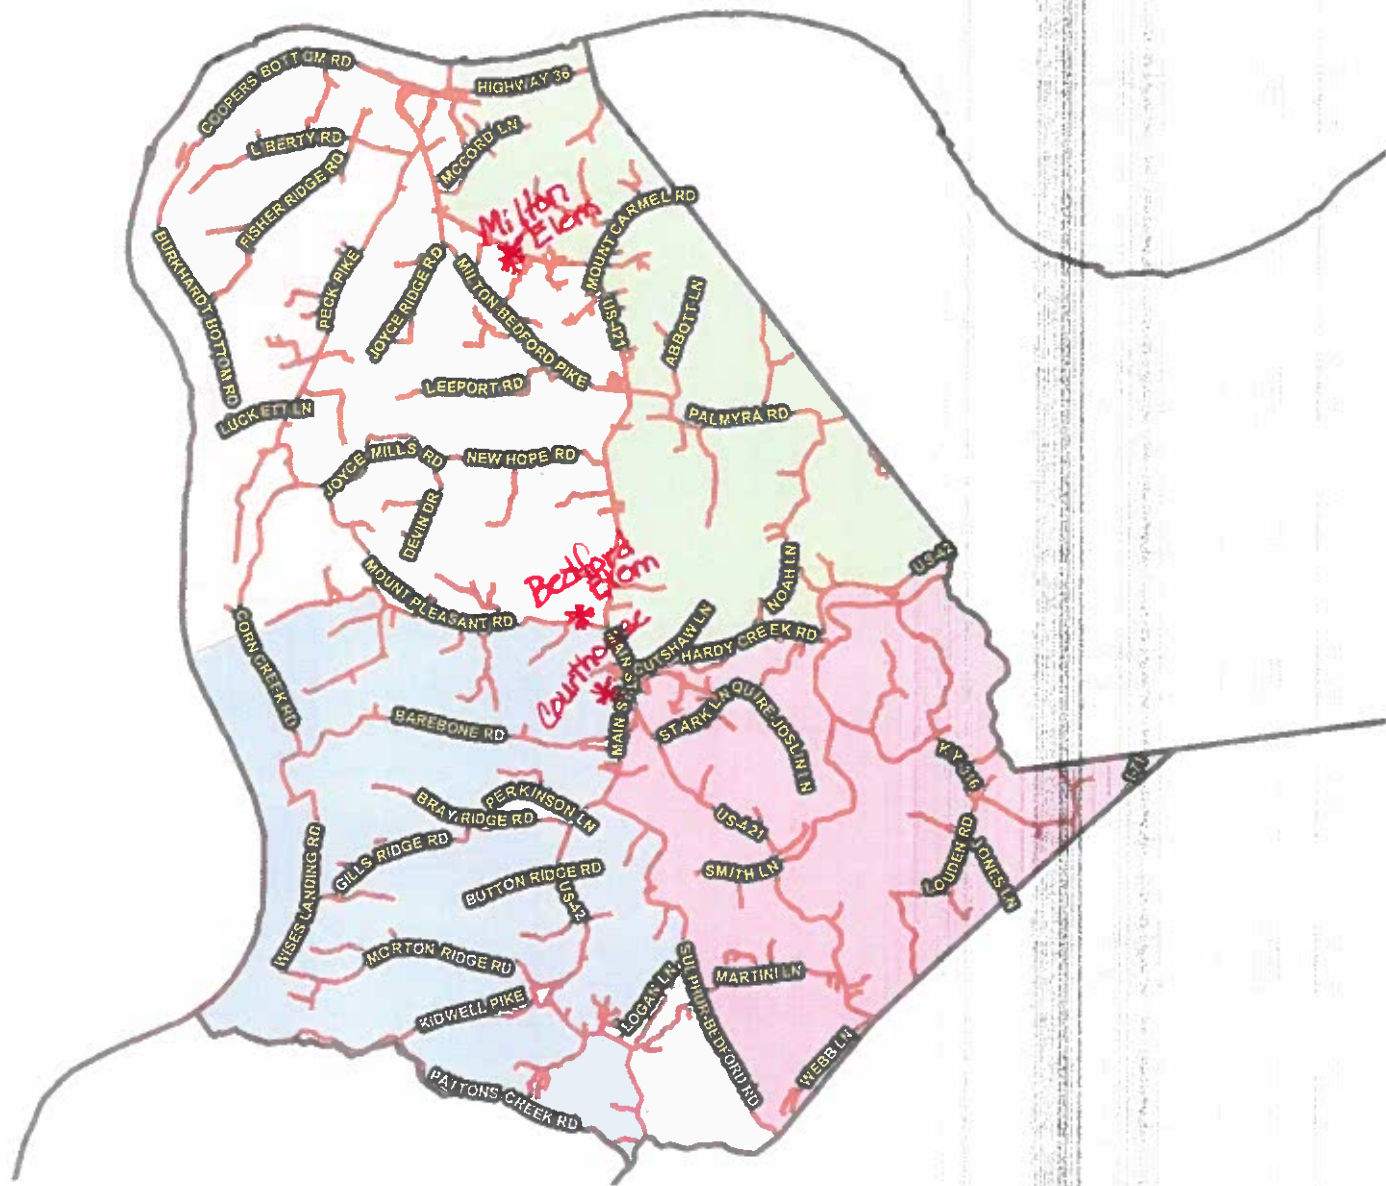 COOPERS BOTTOM RD
HIGHWAY 36
LIBERTY RD
MCCORD LN
FISHER RIDGE RD
Milton
Elem
MOUNT CARMEL RD
BURKHARDT BOTTOM RD
PECK PIKE
JOYCE RIDGE RD
MILTON-BEDFORD PIKE
US-421
ABBOTT LN
LEEPORT RD
LUCKETT LN
PALMYRA RD
JOYCE MILLS RD
NEW HOPE RD
DEVIN DR
Bedford
Elem
US-42
NOAH LN
MOUNT PLEASANT RD
CORN CREEK RD
MAIN ST
CUTSHAW LN
HARDY CREEK RD
Courthouse
MAIN ST
STARK LN
QUIRE-JOSLIN LN
BAREBONE RD
KY-316
PERKINSON LN
BRAY RIDGE RD
US-421
GILLS RIDGE RD
WISES LANDING RD
BUTTON RIDGE RD
US-42
SMITH LN
LOUDEN RD
JONES LN
MORTON RIDGE RD
KIDWELL PIKE
LOGAN LN
SULPHUR-BEDFORD RD
MARTINI LN
WEBB LN
PATTONS CREEK RD